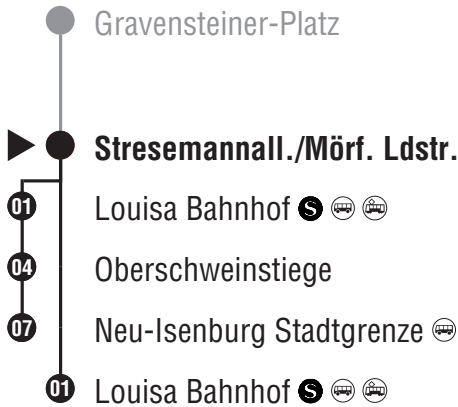 Gravensteiner-Platz
Stresemannall./Mörf. Ldstr.
01 Louisa Bahnhof S
04 Oberschweinstiege
07 Neu-Isenburg Stadtgrenze
01 Louisa Bahnhof S